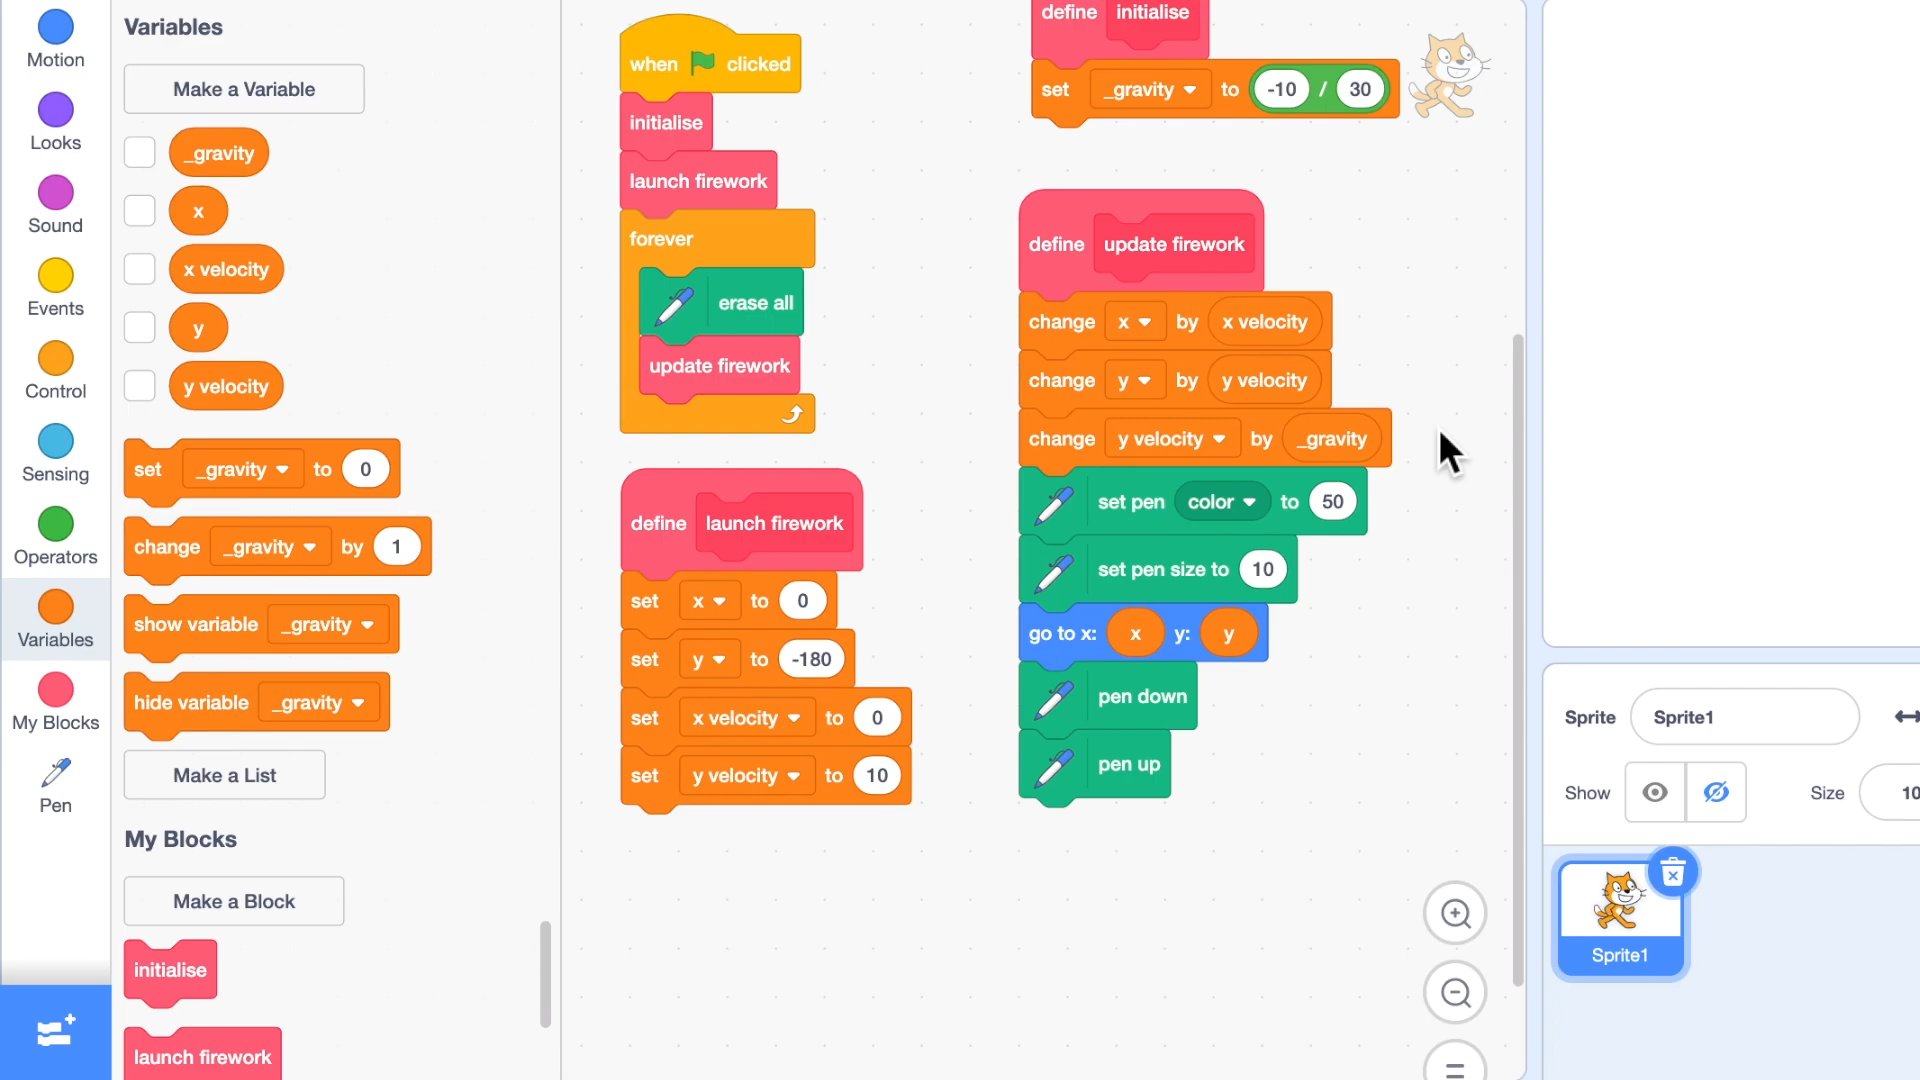 Motion
Looks
Sound
Events
Control
Sensing
Operators
Variables
My Blocks
Pen
Variables
Make a Variable
_gravity
x
x velocity
y
y velocity
set _gravity to 0
change _gravity by 1
show variable _gravity
hide variable _gravity
Make a List
My Blocks
Make a Block
initialise
launch firework
when clicked
initialise
launch firework
forever
erase all
update firework
define launch firework
set x to 0
set y to -180
set x velocity to 0
set y velocity to 10
define initialise
set _gravity to -10 / 30
define update firework
change x by x velocity
change y by y velocity
change y velocity by _gravity
set pen color to 50
set pen size to 10
go to x: x y: y
pen down
pen up
Sprite Sprite1
Show
Size 10
Sprite1